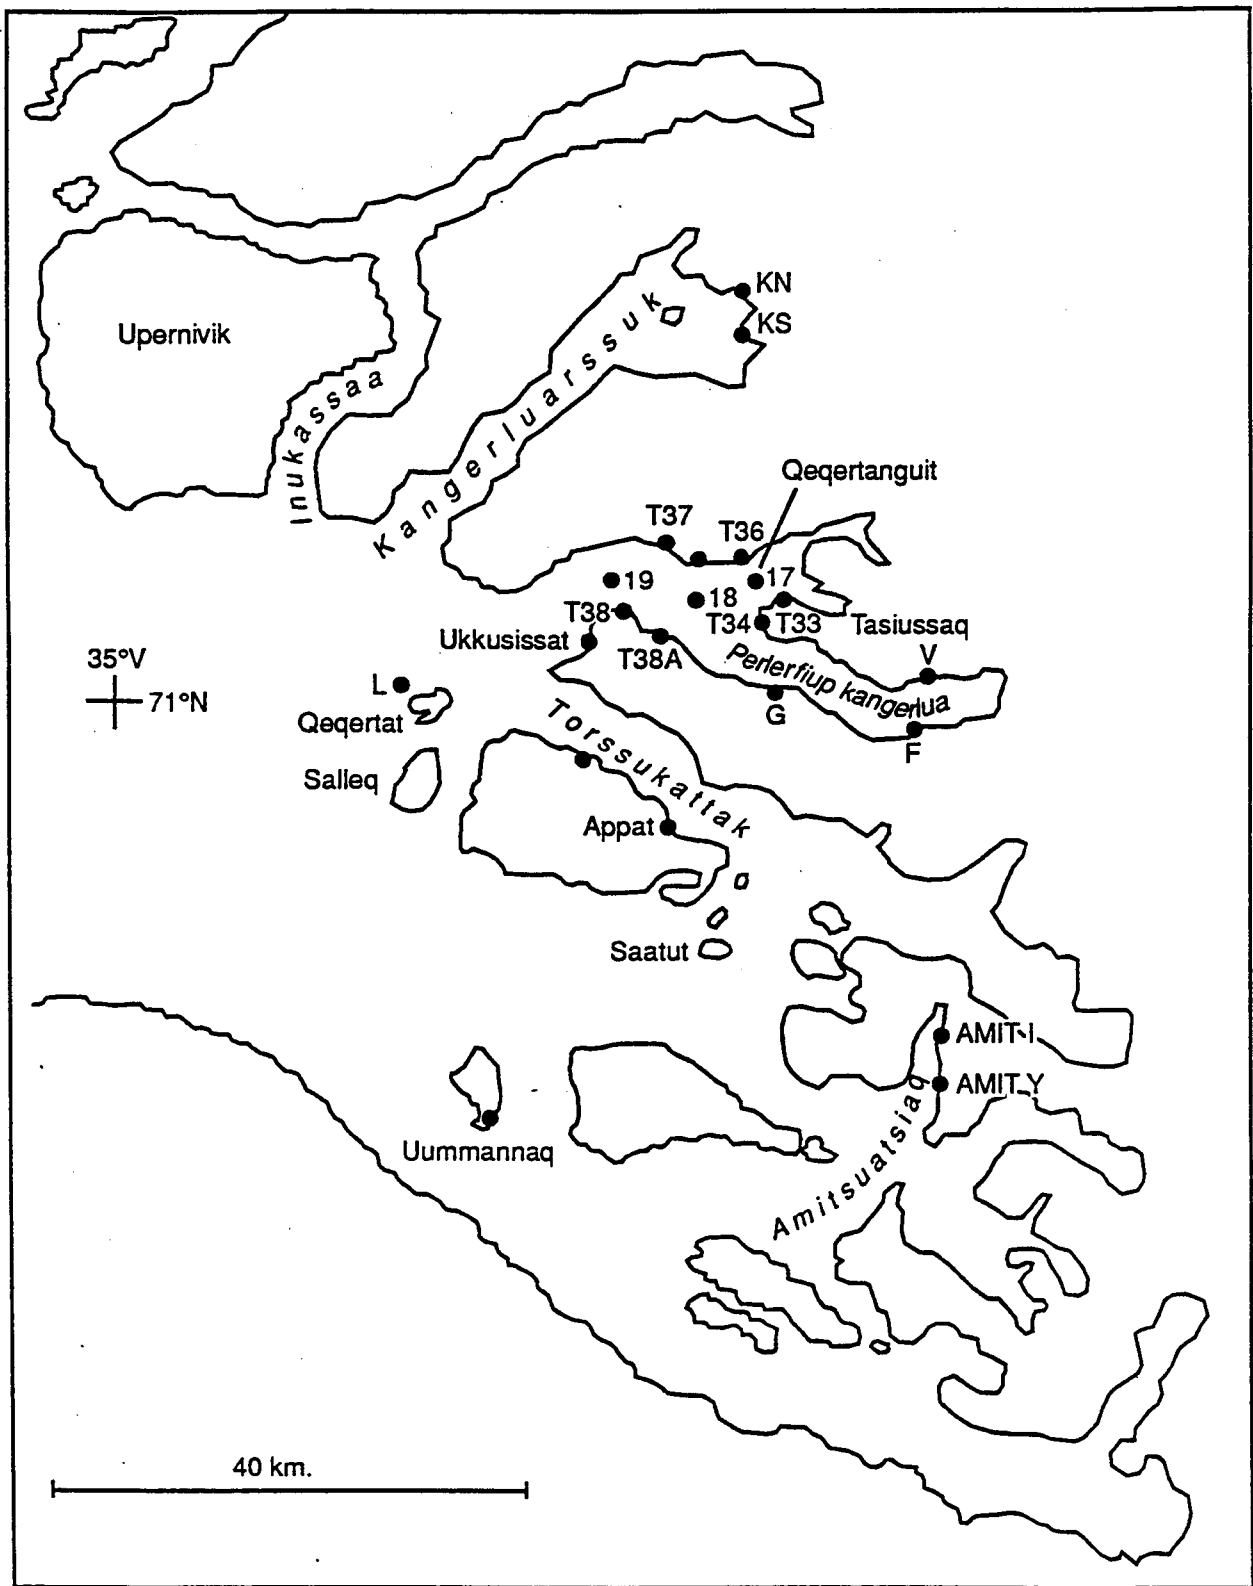 KN
KS
Upernivik
Inukassaa
Kangerluarssuk
Qeqertanguit
T37
T36
19
17
18
T38
T34
T33
Tasiussaq
Ukkusissat
T38A
V
Perlerfiup kangerlua
35°V
71°N
L
G
Qeqertat
F
Torssukattak
Salleq
Appat
Saatut
AMIT-I
AMIT.Y
Amitsuatsiaq
Uummannaq
40 km.